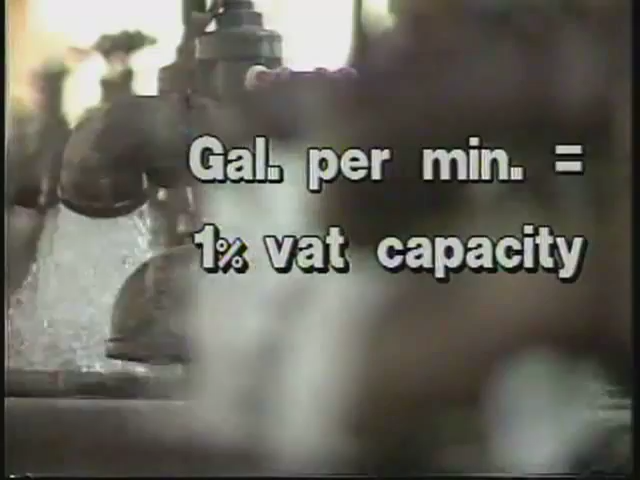 Gal. per min. =
1% vat capacity